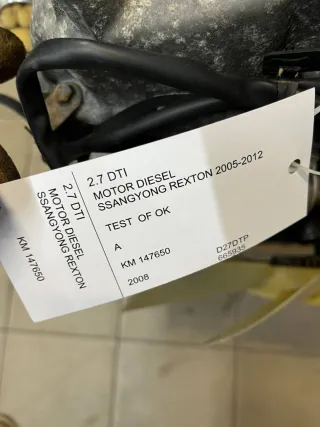 2.7 DTI
MOTOR DIESEL
SSANGYONG REXTON
KM 147650
2.7 DTI
MOTOR DIESEL
SSANGYONG REXTON 2005-2012
TEST OF OK
A
KM 147650
2008
D27DTP
665935